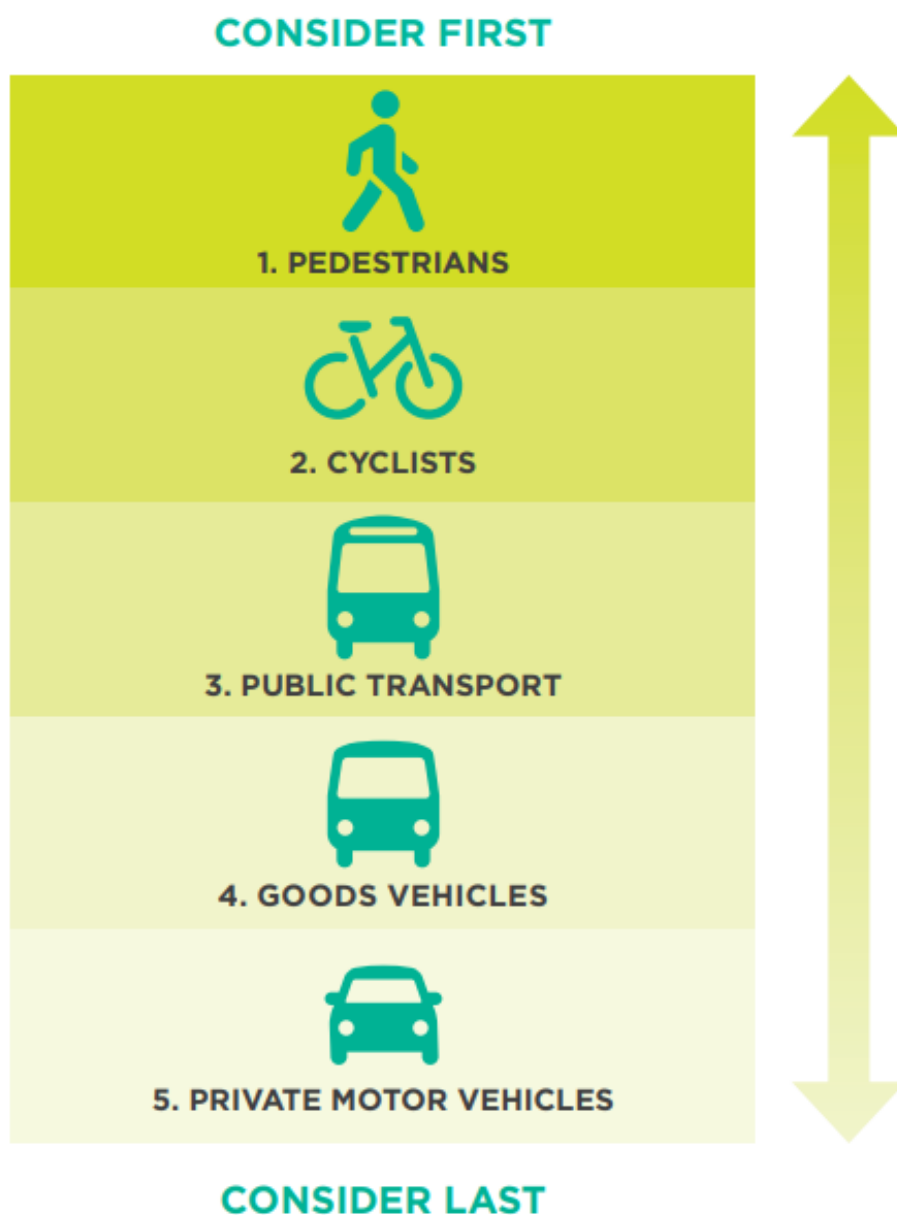 CONSIDER FIRST
1. PEDESTRIANS
2. CYCLISTS
3. PUBLIC TRANSPORT
4. GOODS VEHICLES
5. PRIVATE MOTOR VEHICLES
CONSIDER LAST